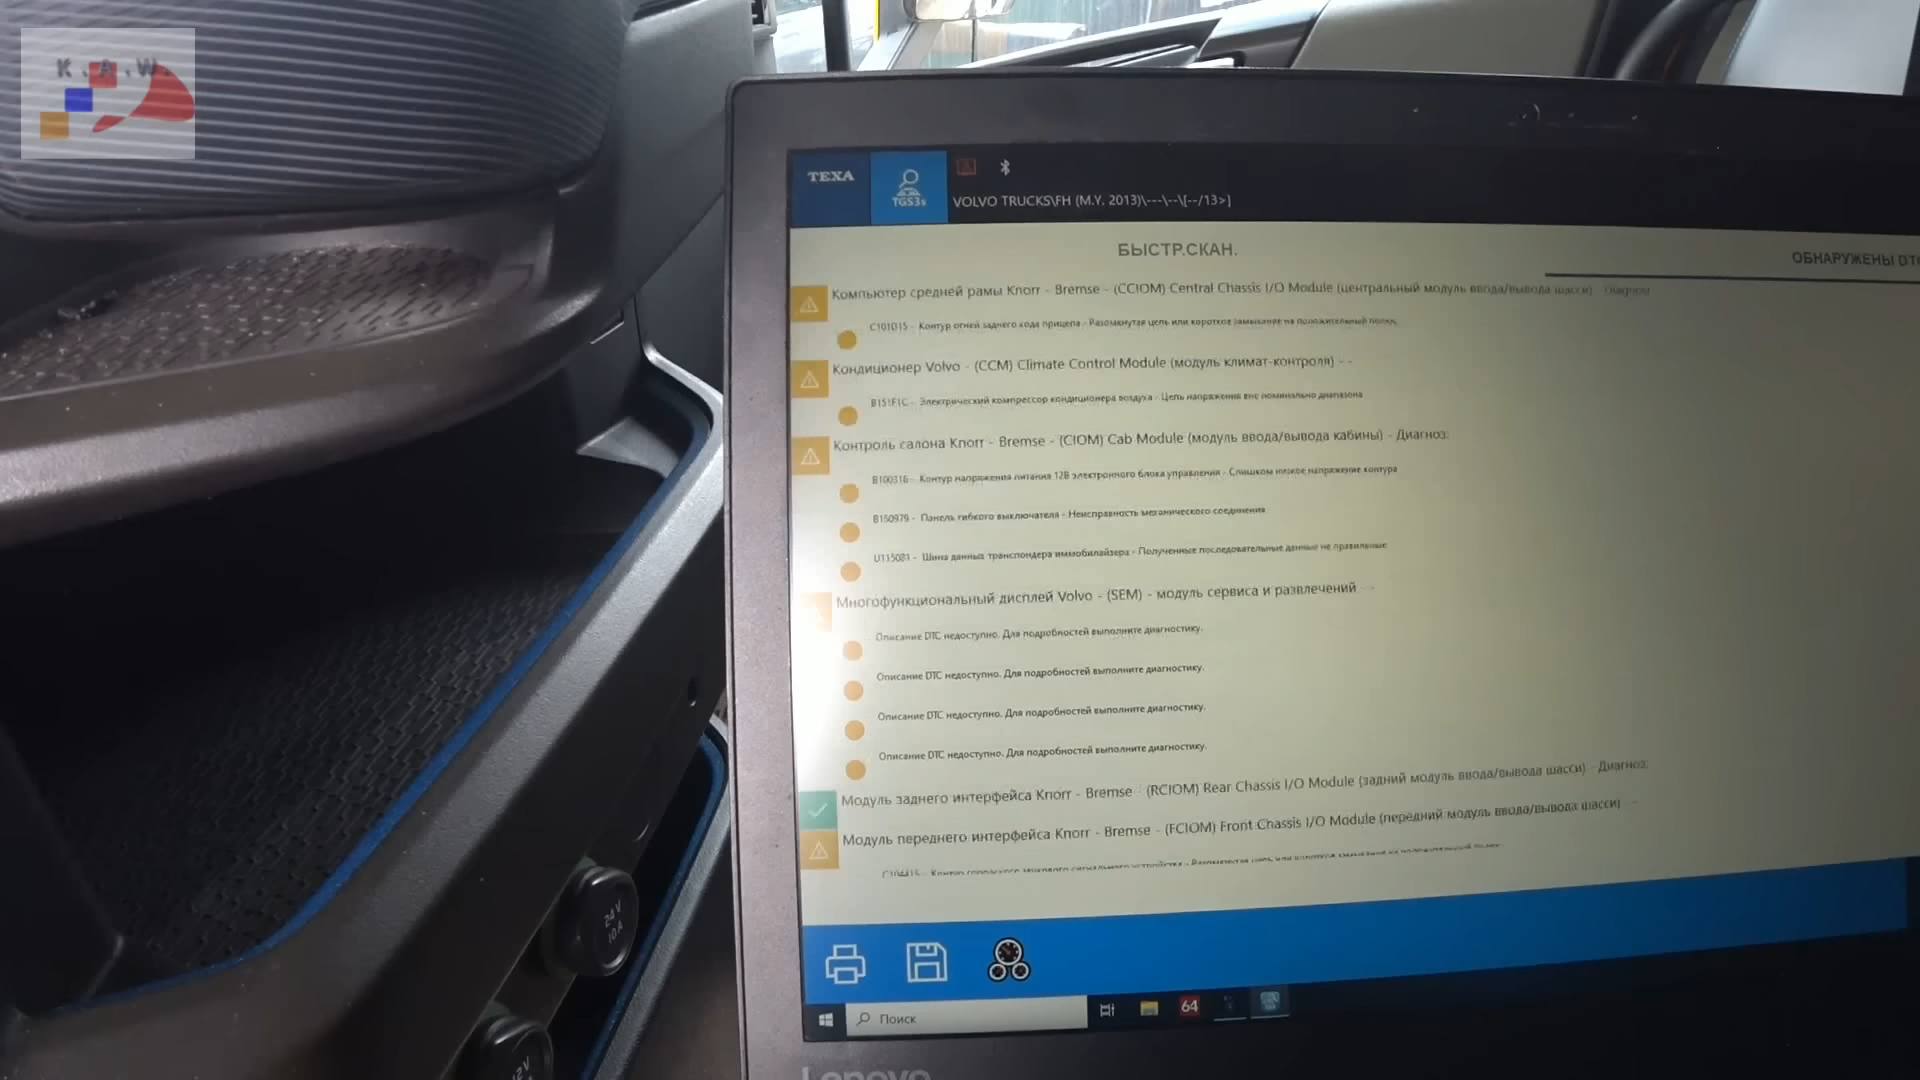 K.A.W.
TEXA
TGS3s
VOLVO TRUCKS\FH (M.Y. 2013)\---\--\[--/13>]
БЫСТР.СКАН.
ОБНАРУЖЕНЫ DTC
Компьютер средней рамы Knorr - Bremse - (CCIOM) Central Chassis I/O Module (центральный модуль ввода/вывода шасси) - Diagnosi
C101D15 - Контур огней заднего хода прицепа - Разомкнутая цепь или короткое замыкание на положительный полюс
Кондиционер Volvo - (CCM) Climate Control Module (модуль климат-контроля) - -
B151F1C - Электрический компрессор кондиционера воздуха - Цепь напряжения вне номинально диапазона
Контроль салона Knorr - Bremse - (CIOM) Cab Module (модуль ввода/вывода кабины) - Диагноз:
B100316 - Контур напряжения питания 12В электронного блока управления - Слишком низкое напряжение контура
B150979 - Панель гибкого выключателя - Неисправность механического соединения
U115081 - Шина данных транспондера иммобилайзера - Полученные последовательные данные не правильные
Многофункциональный дисплей Volvo - (SEM) - модуль сервиса и развлечений - -
Описание DTC недоступно. Для подробностей выполните диагностику.
Описание DTC недоступно. Для подробностей выполните диагностику.
Описание DTC недоступно. Для подробностей выполните диагностику.
Описание DTC недоступно. Для подробностей выполните диагностику.
Модуль заднего интерфейса Knorr - Bremse - (RCIOM) Rear Chassis I/O Module (задний модуль ввода/вывода шасси) - Диагноз:
Модуль переднего интерфейса Knorr - Bremse - (FCIOM) Front Chassis I/O Module (передний модуль ввода/вывода шасси) - -
Контур
64
Поиск
24V
10A
12V
Lenovo